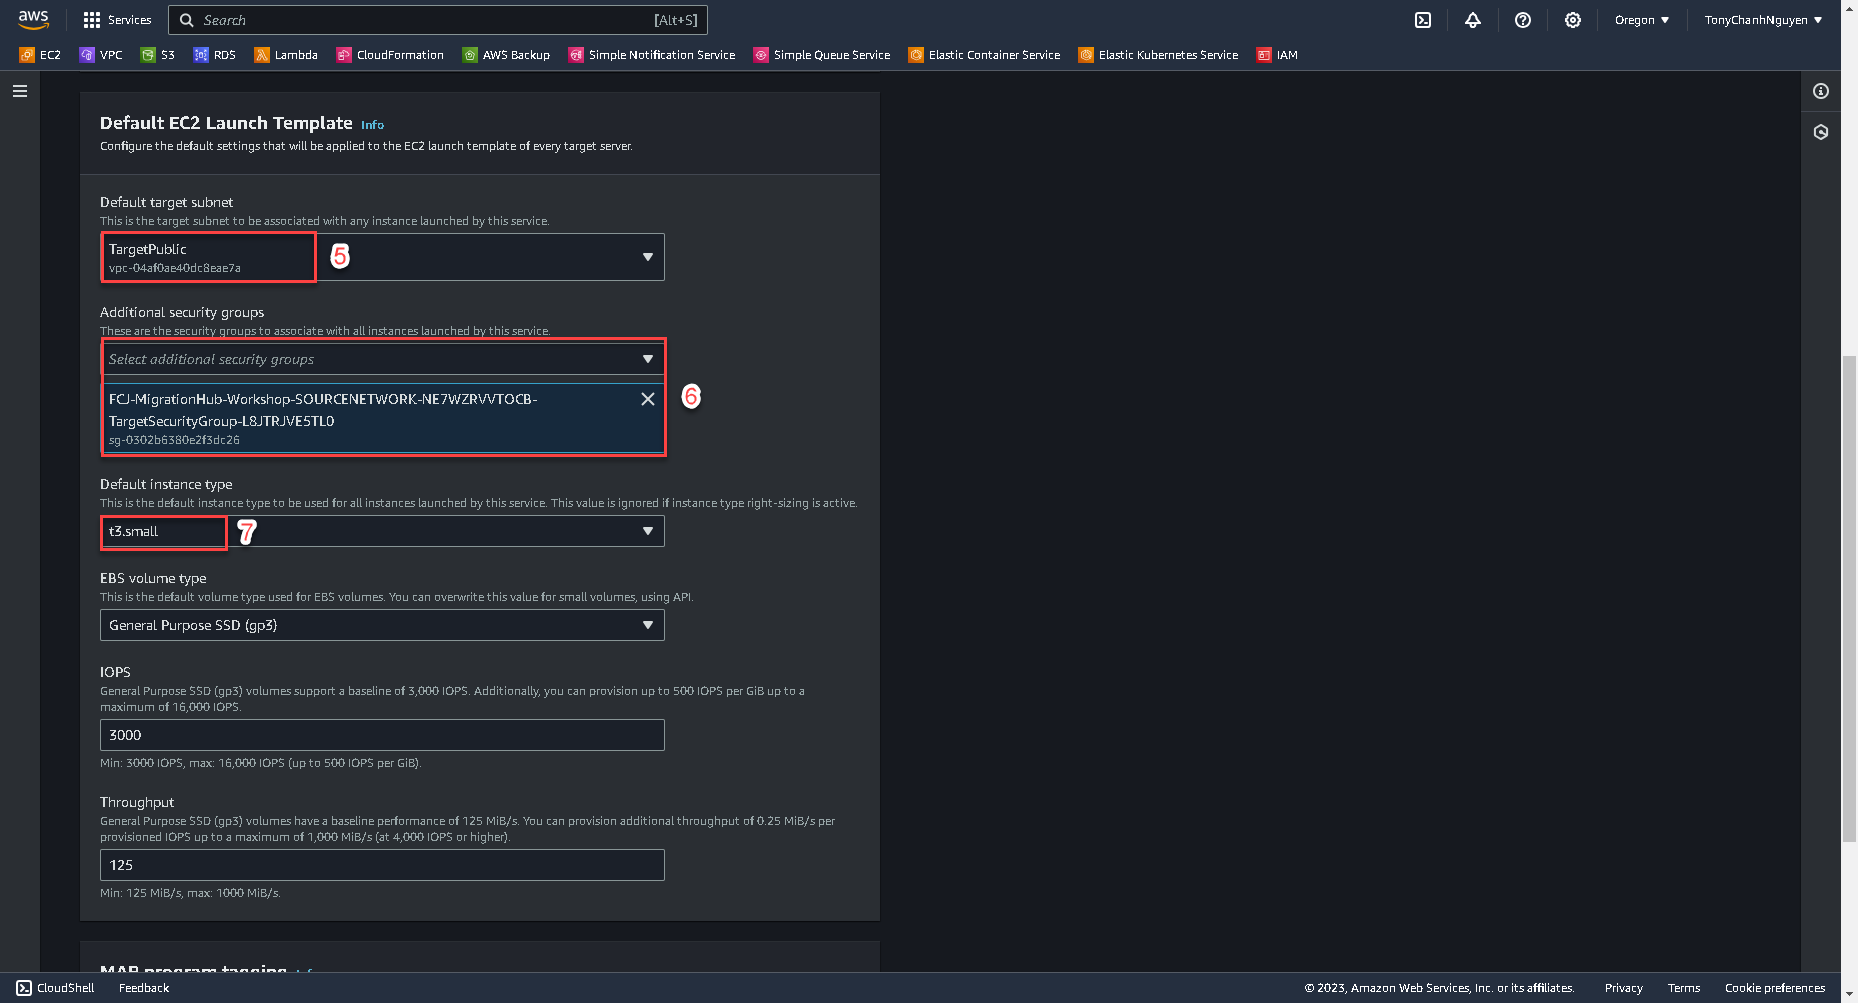 aws
Services
Search
[Alt+S]
Oregon ▼
TonyChanhNguyen ▼
EC2
VPC
S3
RDS
Lambda
CloudFormation
AWS Backup
Simple Notification Service
Simple Queue Service
Elastic Container Service
Elastic Kubernetes Service
IAM
Default EC2 Launch Template Info
Configure the default settings that will be applied to the EC2 launch template of every target server.
Default target subnet
This is the target subnet to be associated with any instance launched by this service.
TargetPublic
vpc-04af0ae40dc8eae7a
5
Additional security groups
These are the security groups to associate with all instances launched by this service.
Select additional security groups
FCJ-MigrationHub-Workshop-SOURCENETWORK-NE7WZRVVTOCB-
TargetSecurityGroup-L8JTRJVE5TL0
sg-0302b6380e2f3dc26
6
Default instance type
This is the default instance type to be used for all instances launched by this service. This value is ignored if instance type right-sizing is active.
t3.small
7
EBS volume type
This is the default volume type used for EBS volumes. You can overwrite this value for small volumes, using API.
General Purpose SSD (gp3)
IOPS
General Purpose SSD (gp3) volumes support a baseline of 3,000 IOPS. Additionally, you can provision up to 500 IOPS per GiB up to a
maximum of 16,000 IOPS.
3000
Min: 3000 IOPS, max: 16,000 IOPS (up to 500 IOPS per GiB).
Throughput
General Purpose SSD (gp3) volumes have a baseline performance of 125 MiB/s. You can provision additional throughput of 0.25 MiB/s per
provisioned IOPS up to a maximum of 1,000 MiB/s (at 4,000 IOPS or higher).
125
Min: 125 MiB/s, max: 1000 MiB/s.
MAP program tagging Info
CloudShell
Feedback
© 2023, Amazon Web Services, Inc. or its affiliates.
Privacy
Terms
Cookie preferences